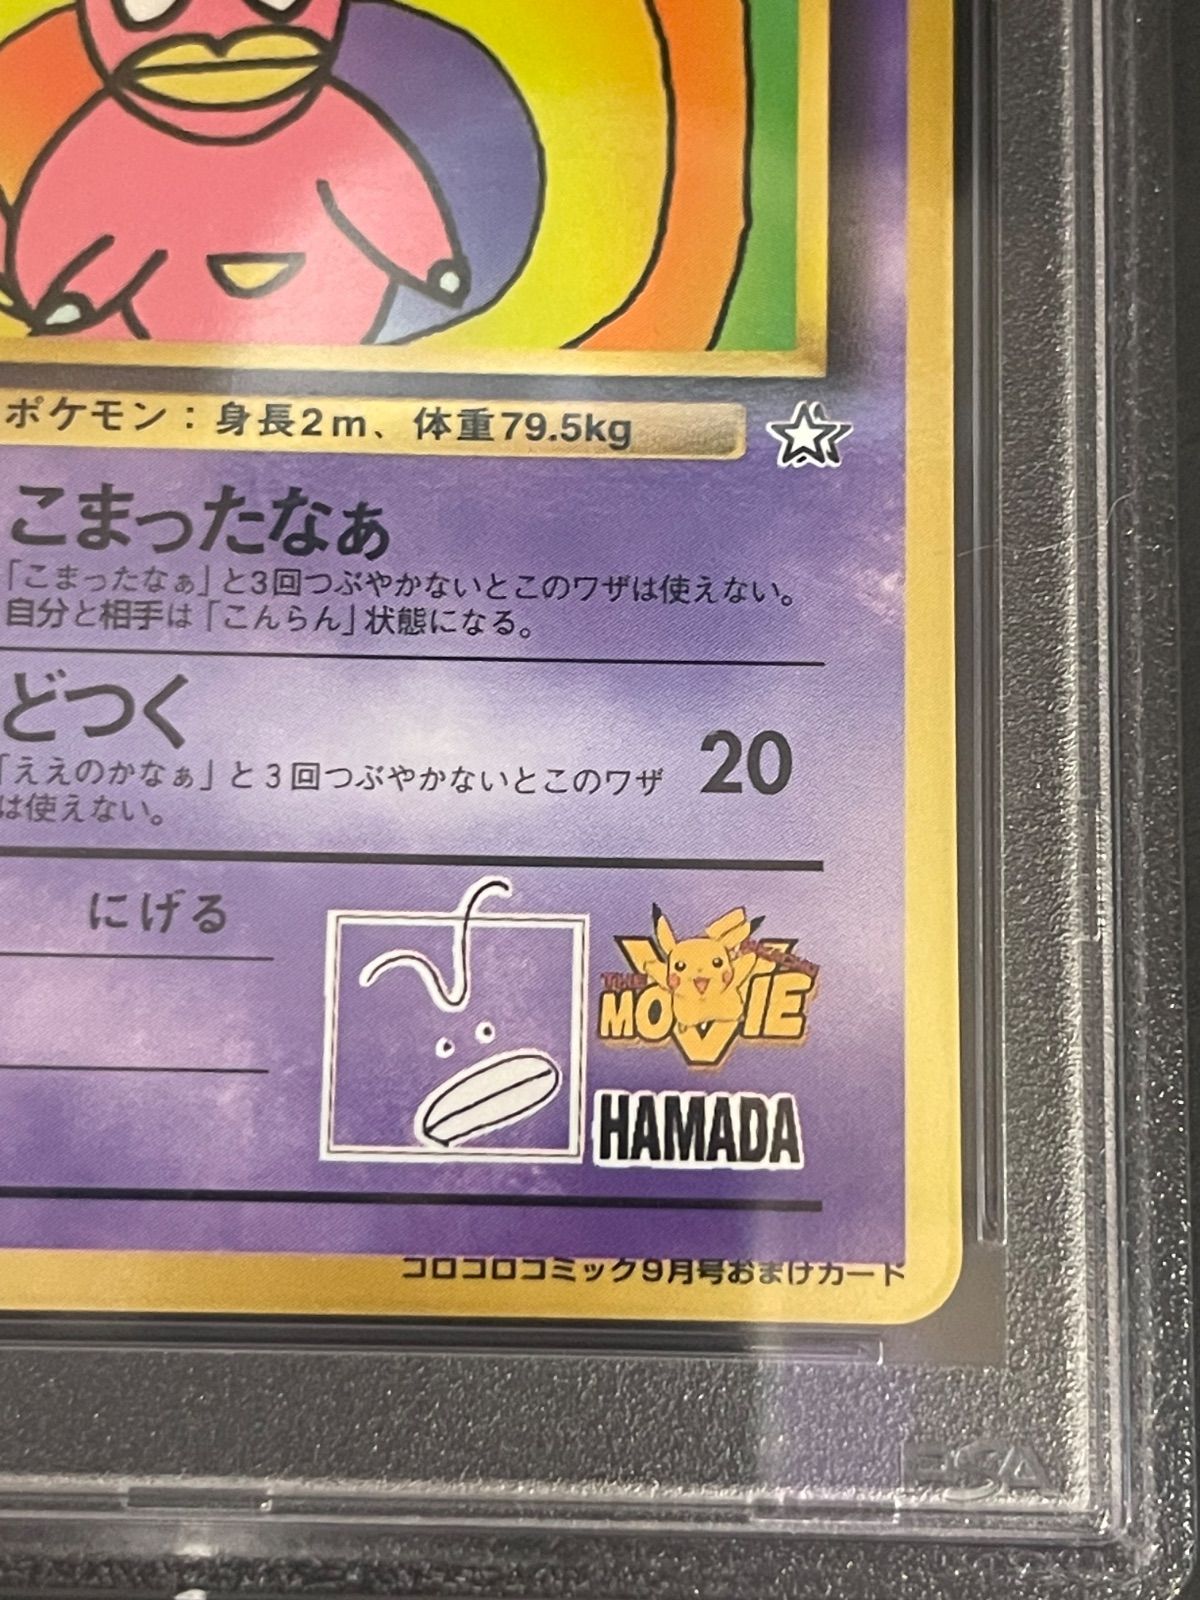 ポケモン：身長2m、体重79.5kg
こまったなぁ
「こまったなぁ」と3回つぶやかないとこのワザは使えない。
自分と相手は「こんらん」状態になる。
どつく
20
「ええのかなぁ」と3回つぶやかないとこのワザ
は使えない。
にげる
THE
MOVIE
HAMADA
コロコロコミック9月号おまけカード
PSA